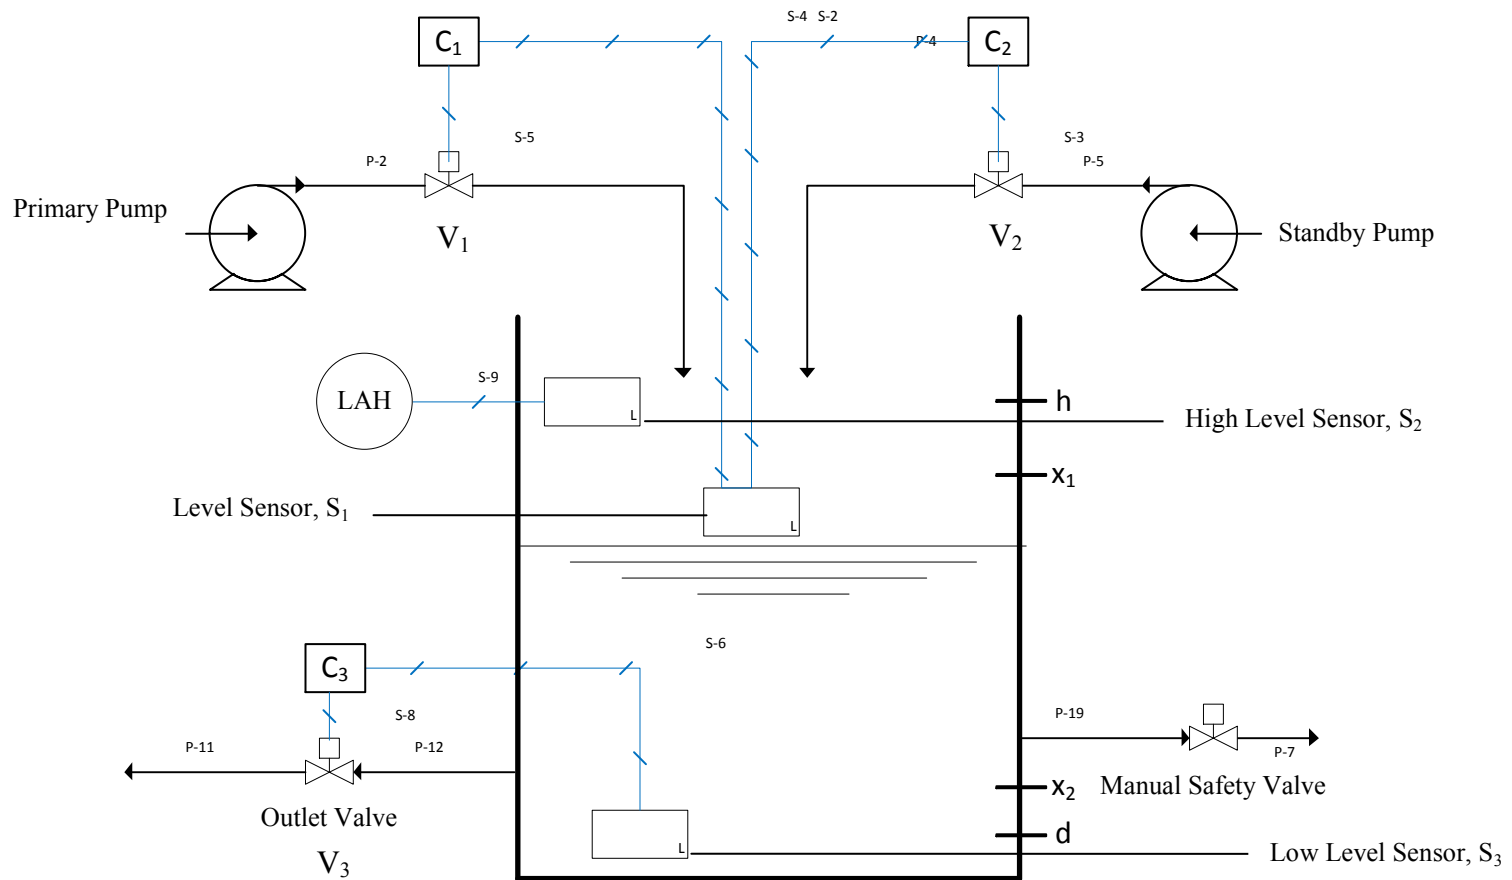 S-4 S-2
C₁
P-4
C₂
S-5
S-3
P-2
P-5
Primary Pump
V₁
V₂
Standby Pump
S-9
LAH
L
h
High Level Sensor, S₂
x₁
Level Sensor, S₁
L
S-6
C₃
S-8
P-19
P-11
P-12
P-7
x₂
Manual Safety Valve
Outlet Valve
V₃
d
L
Low Level Sensor, S₃